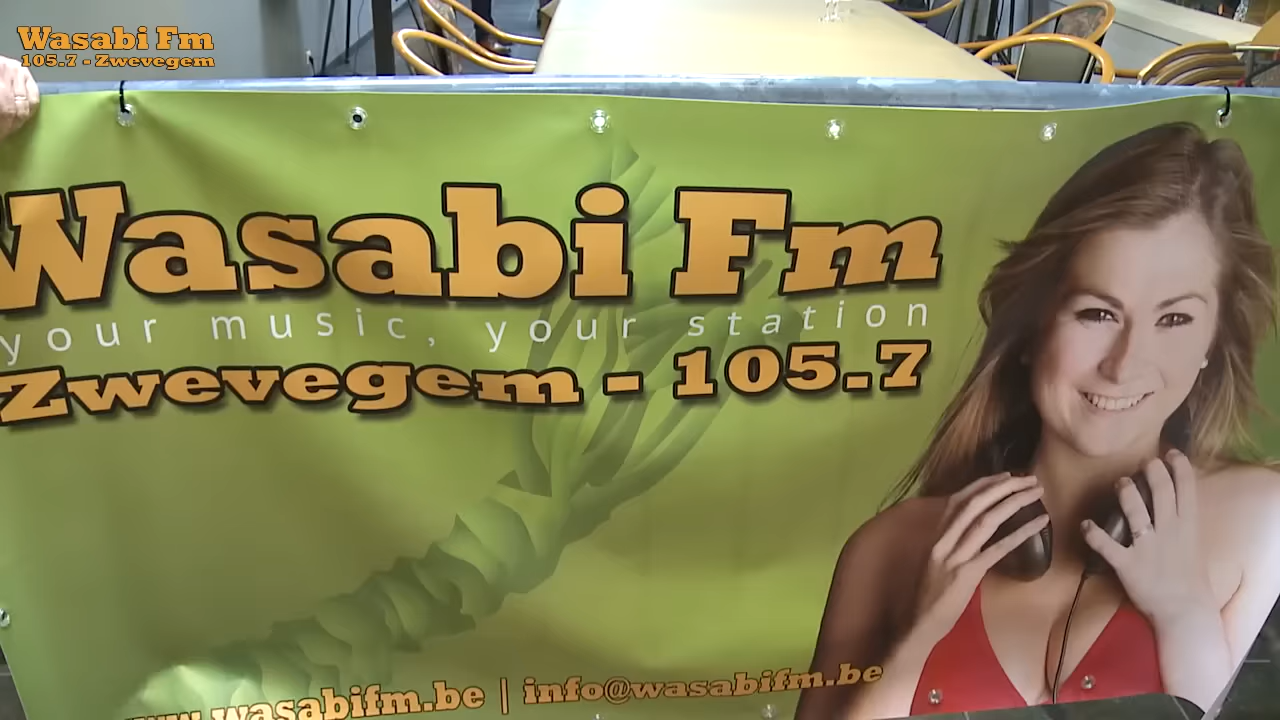 Wasabi Fm
105.7 - Zwevegem
Wasabi Fm
your music, your station
Zwevegem - 105.7
www.wasabifm.be | info@wasabifm.be